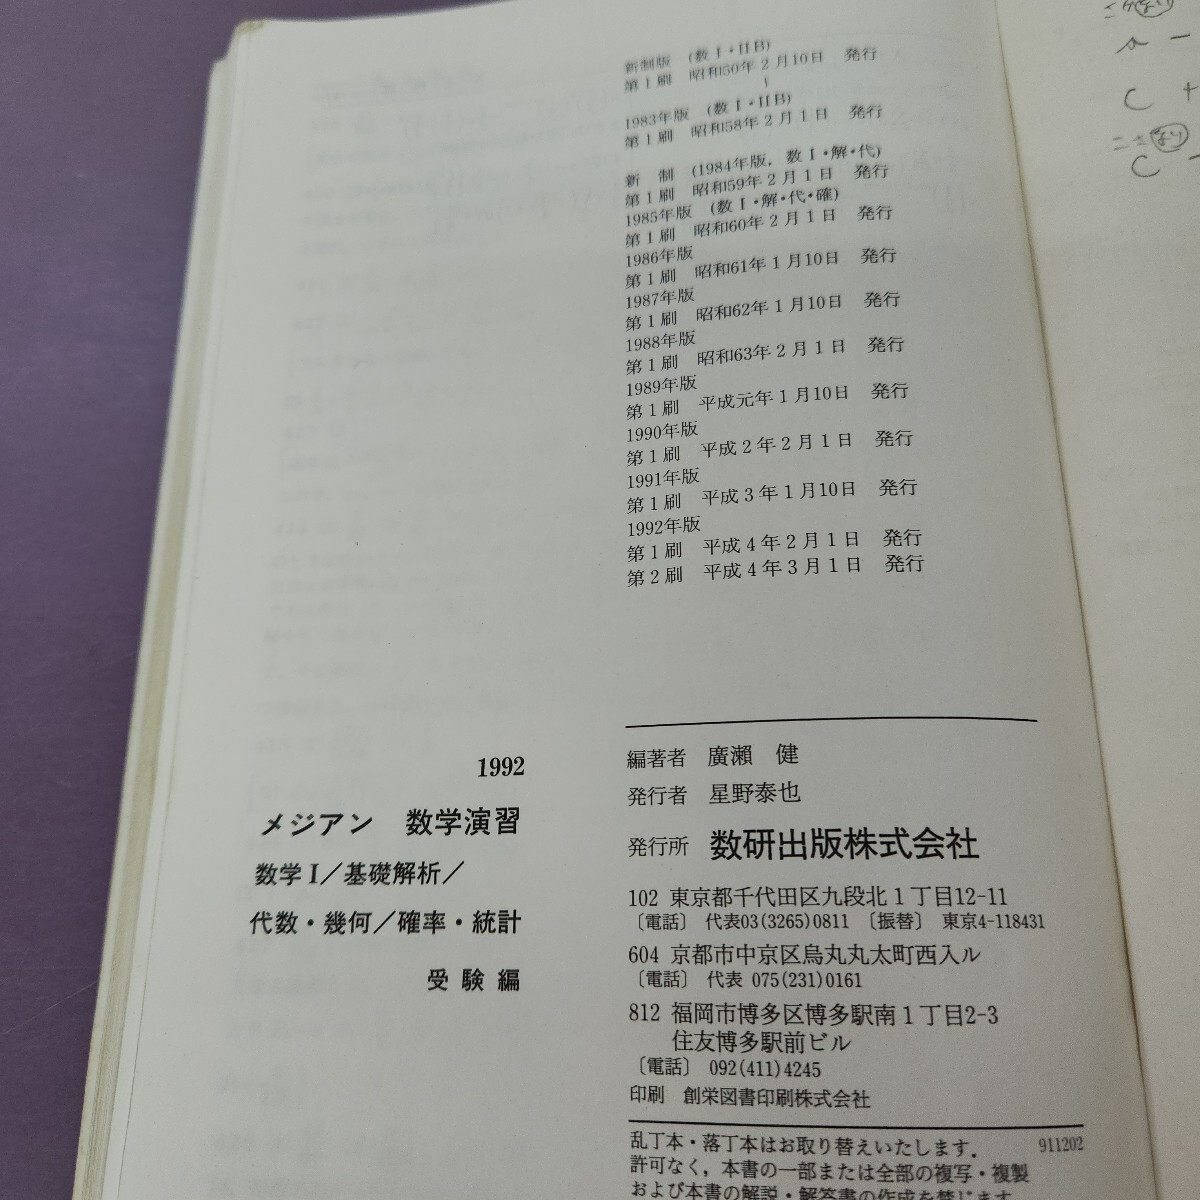 新制版 (数Ⅰ・ⅡB)
第1刷 昭和50年2月10日 発行
〜
1983年版 (数Ⅰ・ⅡB)
第1刷 昭和58年2月1日 発行
新 制 (1984年版, 数Ⅰ・解・代)
第1刷 昭和59年2月1日 発行
1985年版 (数Ⅰ・解・代・確)
第1刷 昭和60年2月1日 発行
1986年版
第1刷 昭和61年1月10日 発行
1987年版
第1刷 昭和62年1月10日 発行
1988年版
第1刷 昭和63年2月1日 発行
1989年版
第1刷 平成元年1月10日 発行
1990年版
第1刷 平成2年2月1日 発行
1991年版
第1刷 平成3年1月10日 発行
1992年版
第1刷 平成4年2月1日 発行
第2刷 平成4年3月1日 発行
1992
メジアン 数学演習
数学Ⅰ/基礎解析/
代数・幾何/確率・統計
受験編
編著者 廣瀬 健
発行者 星野泰也
発行所 数研出版株式会社
102 東京都千代田区九段北1丁目12-11
〔電話〕 代表03(3265)0811 〔振替〕 東京4-118431
604 京都市中京区烏丸丸太町西入ル
〔電話〕 代表 075(231)0161
812 福岡市博多区博多駅南1丁目2-3
住友博多駅前ビル
〔電話〕 092(411)4245
印刷 創栄図書印刷株式会社
乱丁本・落丁本はお取り替えいたします. 911202
許可なく, 本書の一部または全部の複写・複製
および本書の解説・解答書の作成を禁じます